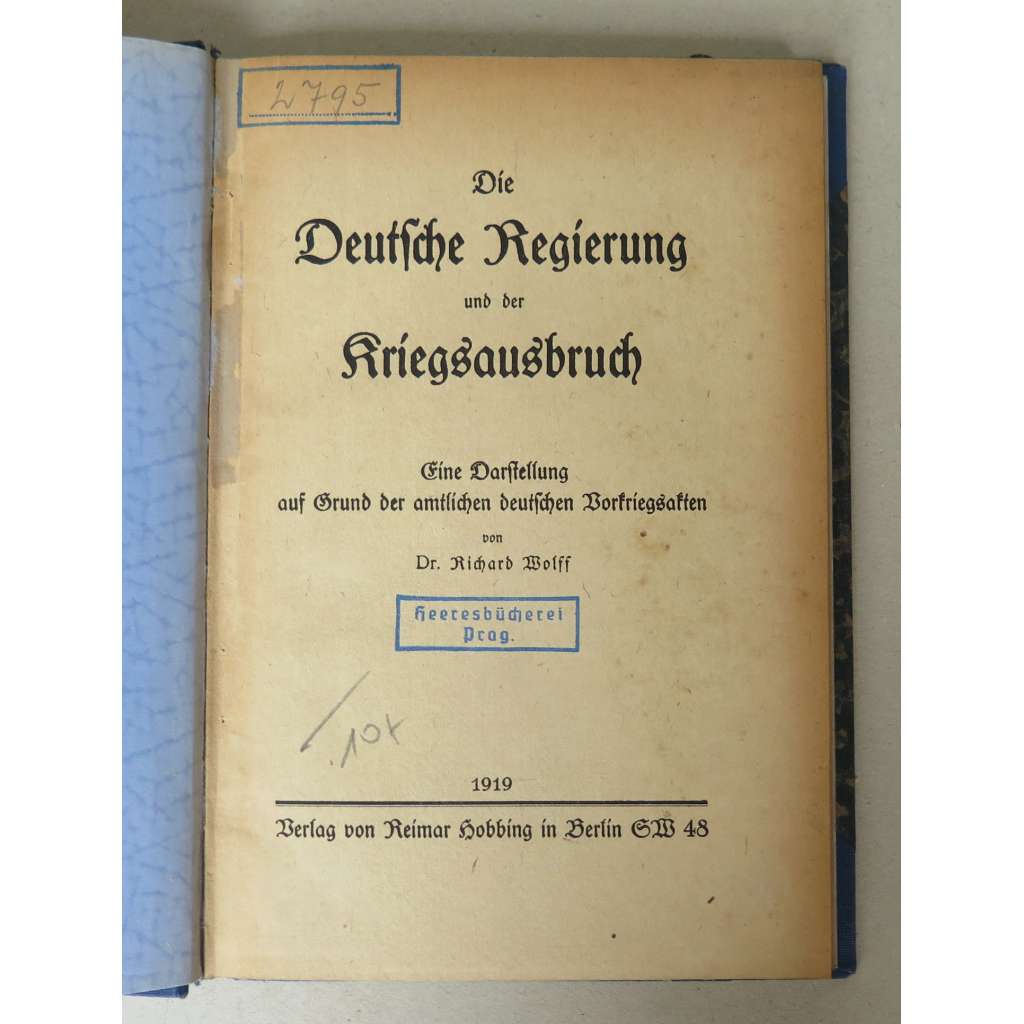 2795
Die
Deutsche Regierung
und der
Kriegsausbruch
Eine Darstellung
auf Grund der amtlichen deutschen Vorkriegsakten
von
Dr. Richard Wolff
Heeresbücherei
Prag.
10x
1919
Verlag von Reimar Hobbing in Berlin SW 48